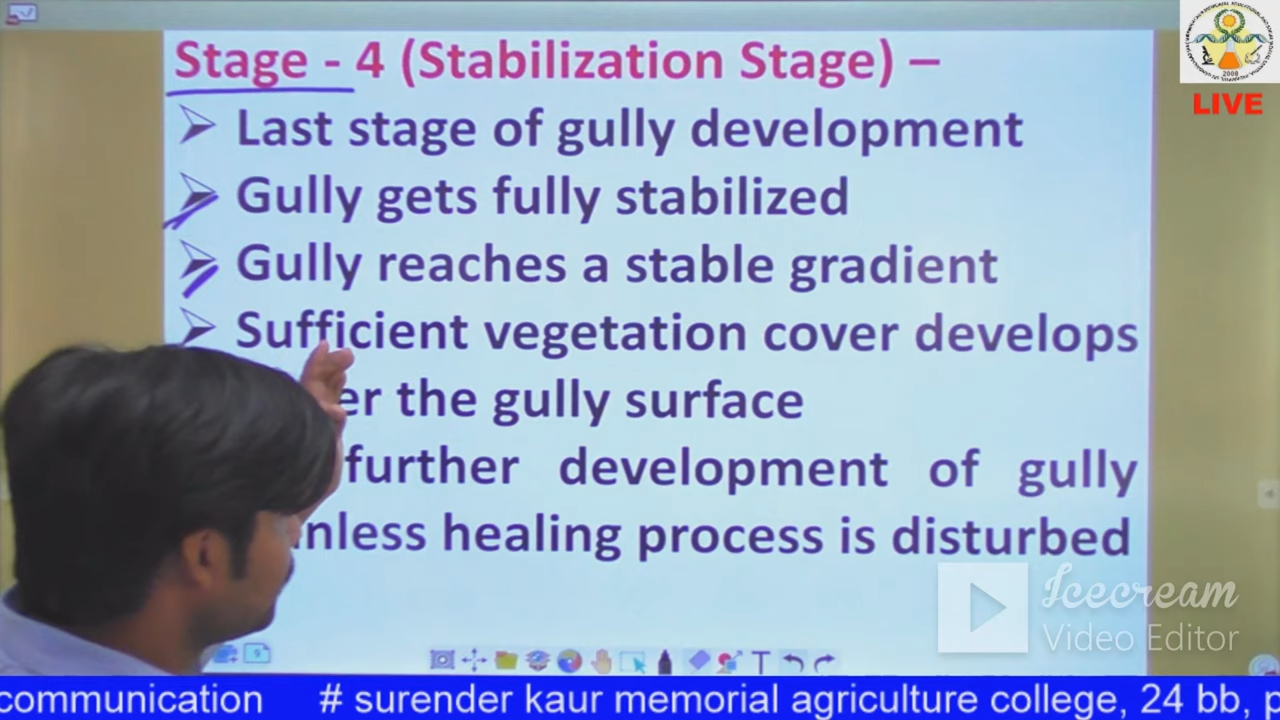 Stage - 4 (Stabilization Stage) –
➢ Last stage of gully development
➢ Gully gets fully stabilized
➢ Gully reaches a stable gradient
➢ Sufficient vegetation cover develops
the gully surface
further development of gully
healing process is disturbed
2008
LIVE
Icecream
Video Editor
communication # surender kaur memorial agriculture college, 24 bb,